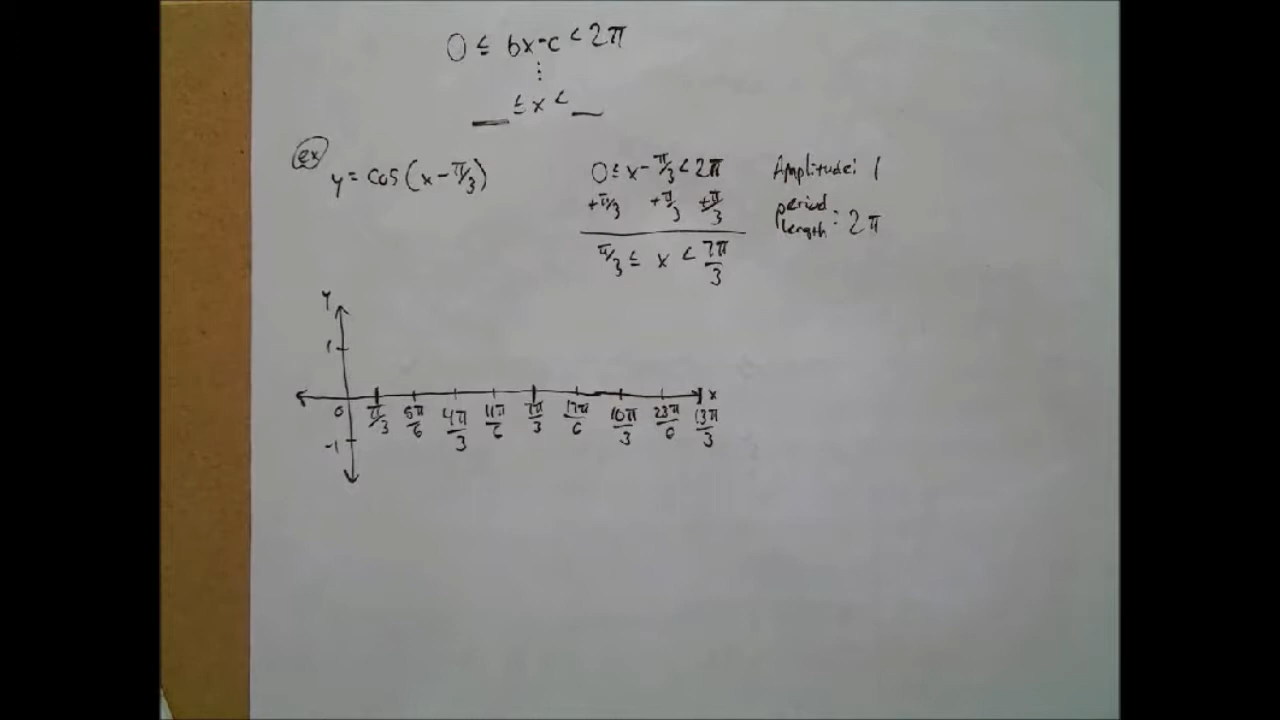 0 ≤ bx-c < 2π
⋮
__ ≤ x < __
ex
y = cos(x - π/3)
0 ≤ x - π/3 < 2π
+π/3 +π/3 +π/3
π/3 ≤ x < 7π/3
Amplitude: 1
period length: 2π
y
1
x
0 π/3 5π/6 4π/3 11π/6 7π/3 17π/6 10π/3 23π/6 13π/3
-1